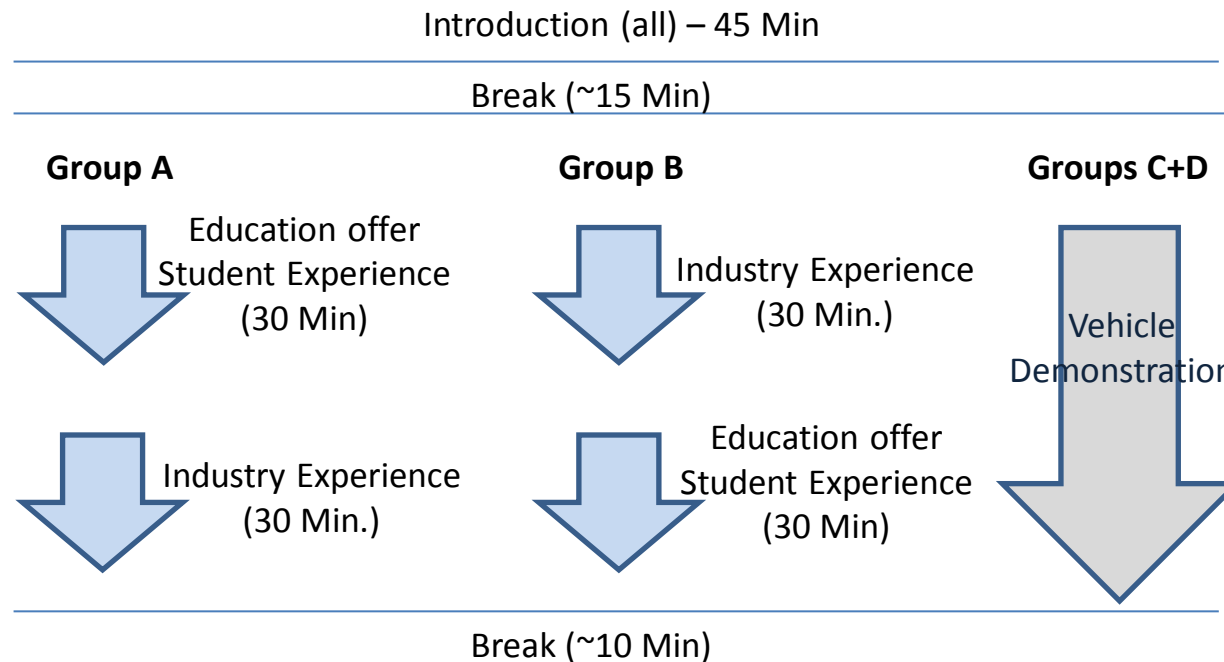 Introduction (all) – 45 Min
Break (~15 Min)
Group A
Group B
Groups C+D
Education offer
Student Experience
(30 Min)
Industry Experience
(30 Min.)
Vehicle
Demonstration
Industry Experience
(30 Min.)
Education offer
Student Experience
(30 Min)
Break (~10 Min)